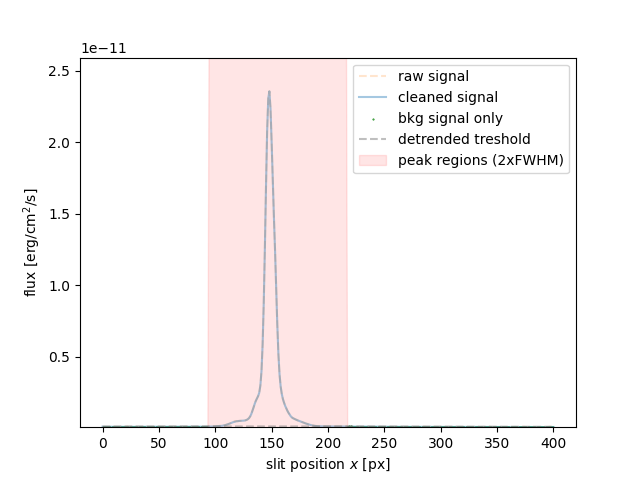 1e−11
2.5
2.0
1.5
1.0
0.5
flux [erg/cm²/s]
raw signal
cleaned signal
bkg signal only
detrended treshold
peak regions (2xFWHM)
0 50 100 150 200 250 300 350 400
slit position x [px]